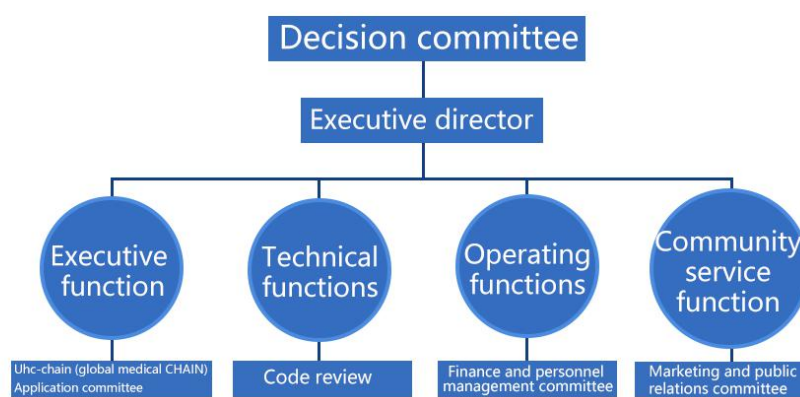 Decision committee
Executive director
Executive
function
Technical
functions
Operating
functions
Community
service
function
Uhc-chain (global medical CHAIN)
Application committee
Code review
Finance and personnel
management committee
Marketing and public
relations committee